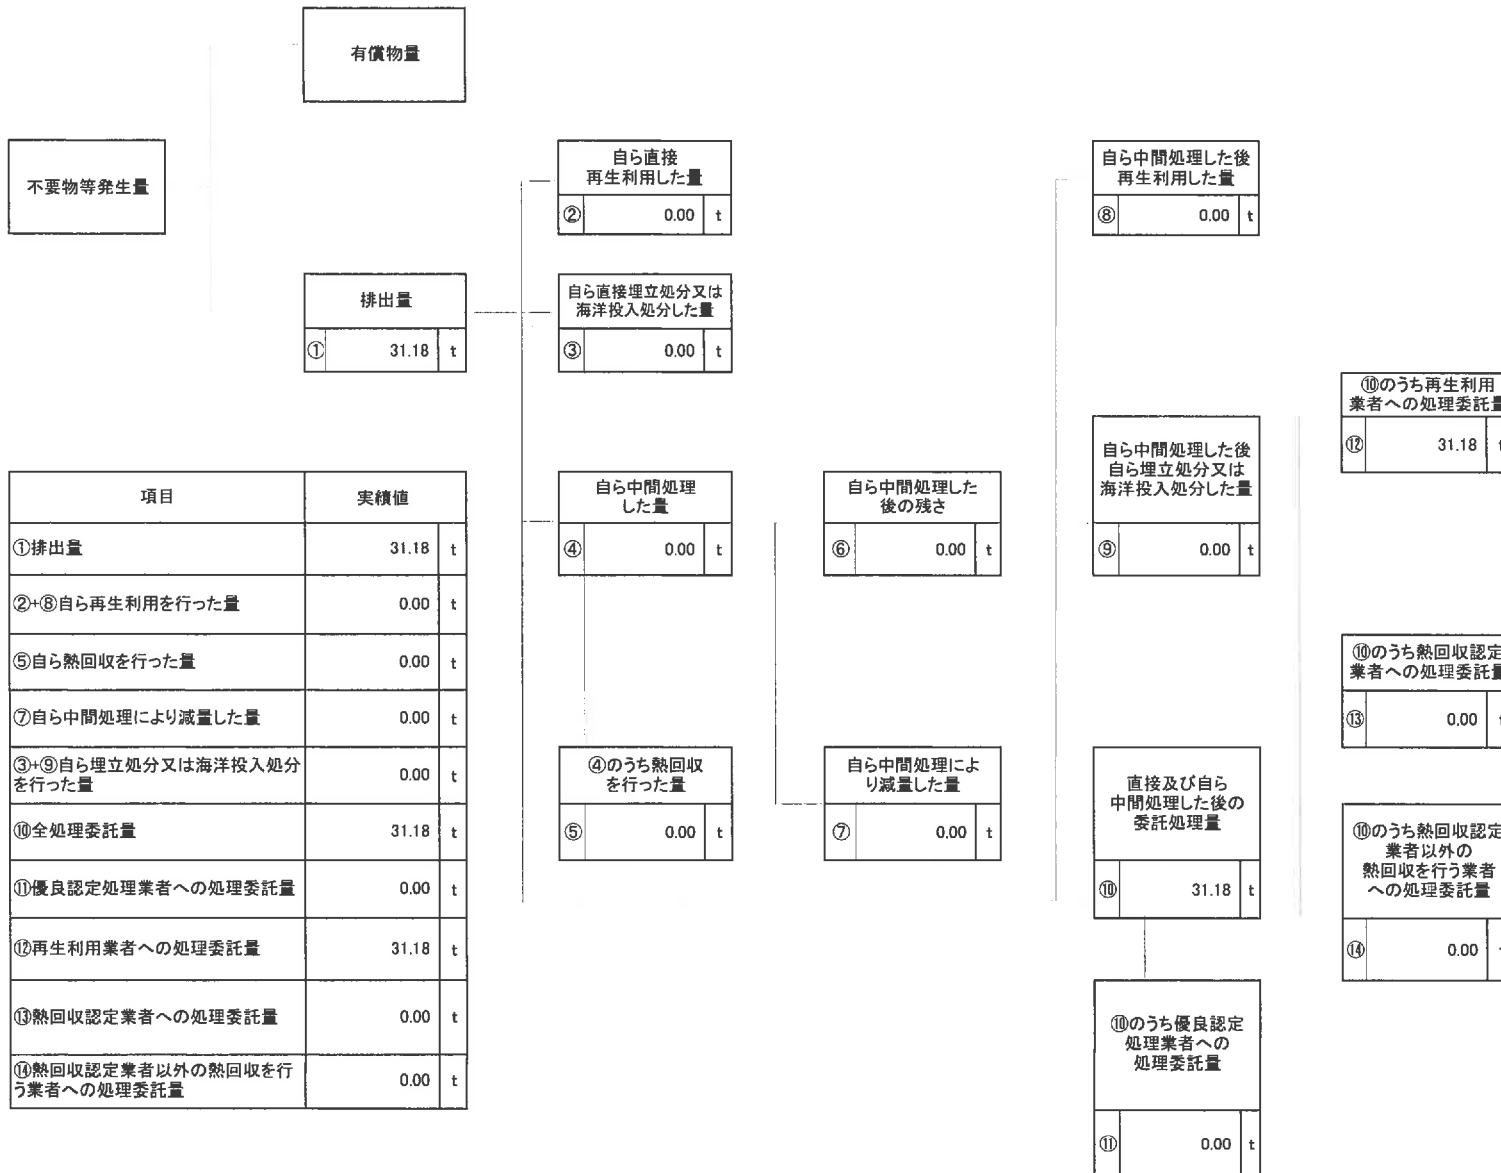 有償物量
不要物等発生量
自ら直接
再生利用した量
② 0.00 t
自ら中間処理した後
再生利用した量
⑧ 0.00 t
排出量
① 31.18 t
自ら直接埋立処分又は
海洋投入処分した量
③ 0.00 t
⑩のうち再生利用
業者への処理委託量
⑫ 31.18 t
自ら中間処理した後
自ら埋立処分又は
海洋投入処分した量
⑨ 0.00 t
自ら中間処理
した量
④ 0.00 t
自ら中間処理した
後の残さ
⑥ 0.00 t
項目 実績値
①排出量 31.18 t
②+⑧自ら再生利用を行った量 0.00 t
⑤自ら熱回収を行った量 0.00 t
⑦自ら中間処理により減量した量 0.00 t
③+⑨自ら埋立処分又は海洋投入処分
を行った量 0.00 t
⑩全処理委託量 31.18 t
⑪優良認定処理業者への処理委託量 0.00 t
⑫再生利用業者への処理委託量 31.18 t
⑬熱回収認定業者への処理委託量 0.00 t
⑭熱回収認定業者以外の熱回収を行
う業者への処理委託量 0.00 t
④のうち熱回収
を行った量
⑤ 0.00 t
自ら中間処理によ
り減量した量
⑦ 0.00 t
直接及び自ら
中間処理した後の
委託処理量
⑩ 31.18 t
⑩のうち熱回収認定
業者への処理委託量
⑬ 0.00 t
⑩のうち熱回収認定
業者以外の
熱回収を行う業者
への処理委託量
⑭ 0.00
⑩のうち優良認定
処理業者への
処理委託量
⑪ 0.00 t